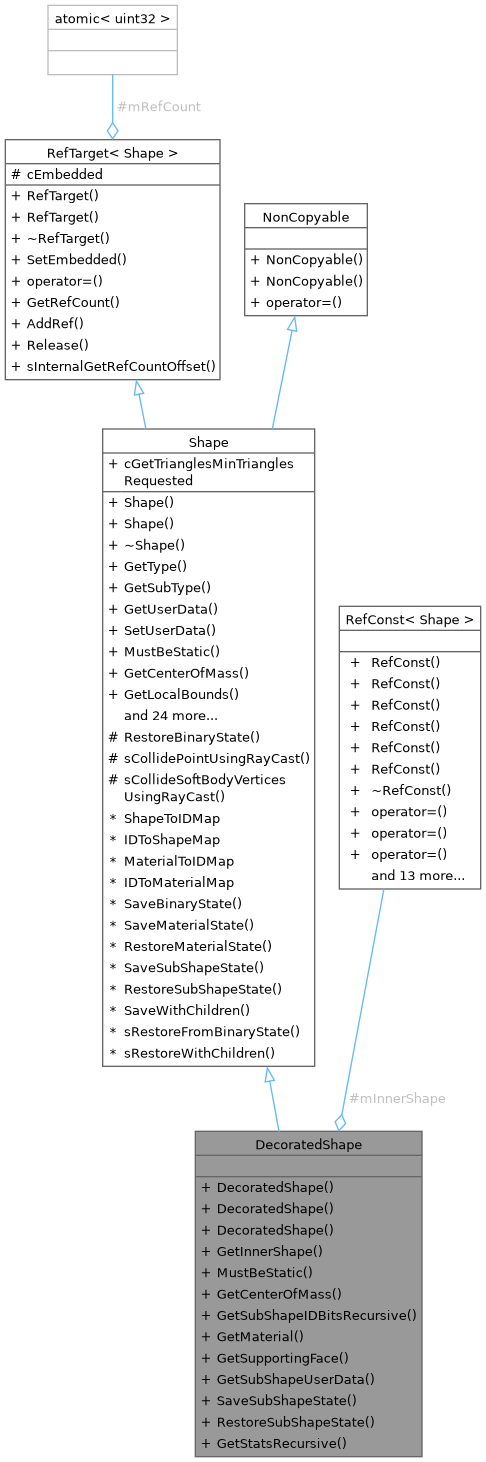 atomic< uint32 >
#mRefCount
RefTarget< Shape >
# cEmbedded
+ RefTarget()
+ RefTarget()
+ ~RefTarget()
+ SetEmbedded()
+ operator=()
+ GetRefCount()
+ AddRef()
+ Release()
+ sInternalGetRefCountOffset()
NonCopyable
+ NonCopyable()
+ NonCopyable()
+ operator=()
Shape
+ cGetTrianglesMinTriangles
Requested
+ Shape()
+ Shape()
+ ~Shape()
+ GetType()
+ GetSubType()
+ GetUserData()
+ SetUserData()
+ MustBeStatic()
+ GetCenterOfMass()
+ GetLocalBounds()
and 24 more...
# RestoreBinaryState()
# sCollidePointUsingRayCast()
# sCollideSoftBodyVertices
UsingRayCast()
* ShapeToIDMap
* IDToShapeMap
* MaterialToIDMap
* IDToMaterialMap
* SaveBinaryState()
* SaveMaterialState()
* RestoreMaterialState()
* SaveSubShapeState()
* RestoreSubShapeState()
* SaveWithChildren()
* sRestoreFromBinaryState()
* sRestoreWithChildren()
RefConst< Shape >
+ RefConst()
+ RefConst()
+ RefConst()
+ RefConst()
+ RefConst()
+ RefConst()
+ ~RefConst()
+ operator=()
+ operator=()
+ operator=()
and 13 more...
#mInnerShape
DecoratedShape
+ DecoratedShape()
+ DecoratedShape()
+ DecoratedShape()
+ GetInnerShape()
+ MustBeStatic()
+ GetCenterOfMass()
+ GetSubShapeIDBitsRecursive()
+ GetMaterial()
+ GetSupportingFace()
+ GetSubShapeUserData()
+ SaveSubShapeState()
+ RestoreSubShapeState()
+ GetStatsRecursive()